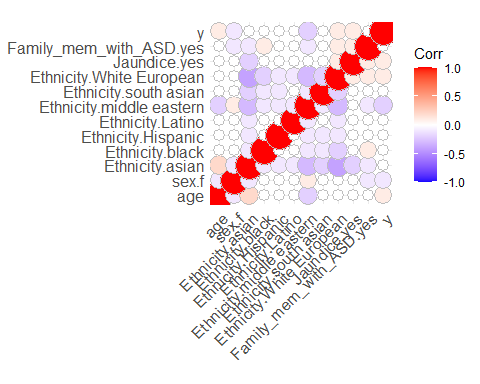 y
Family_mem_with_ASD.yes
Jaundice.yes
Ethnicity.White European
Ethnicity.south asian
Ethnicity.middle eastern
Ethnicity.Latino
Ethnicity.Hispanic
Ethnicity.black
Ethnicity.asian
sex.f
age
Corr
1.0
0.5
0.0
-0.5
-1.0
age
sex.f
Ethnicity.asian
Ethnicity.black
Ethnicity.Hispanic
Ethnicity.Latino
Ethnicity.middle eastern
Ethnicity.south asian
Ethnicity.White European
Jaundice.yes
Family_mem_with_ASD.yes
y